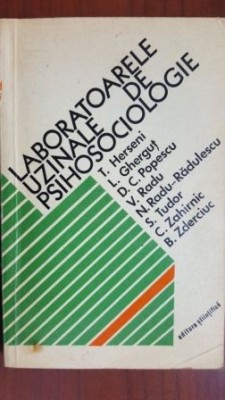 LABORATOARELE
UZINALE DE
PSIHOSOCIOLOGIE
T. Herseni
L. Gherguț
D. C. Popescu
V. Radu
N. Radu-Rădulescu
S. Tudor
C. Zahirnic
B. Zderciuc
editura științifică